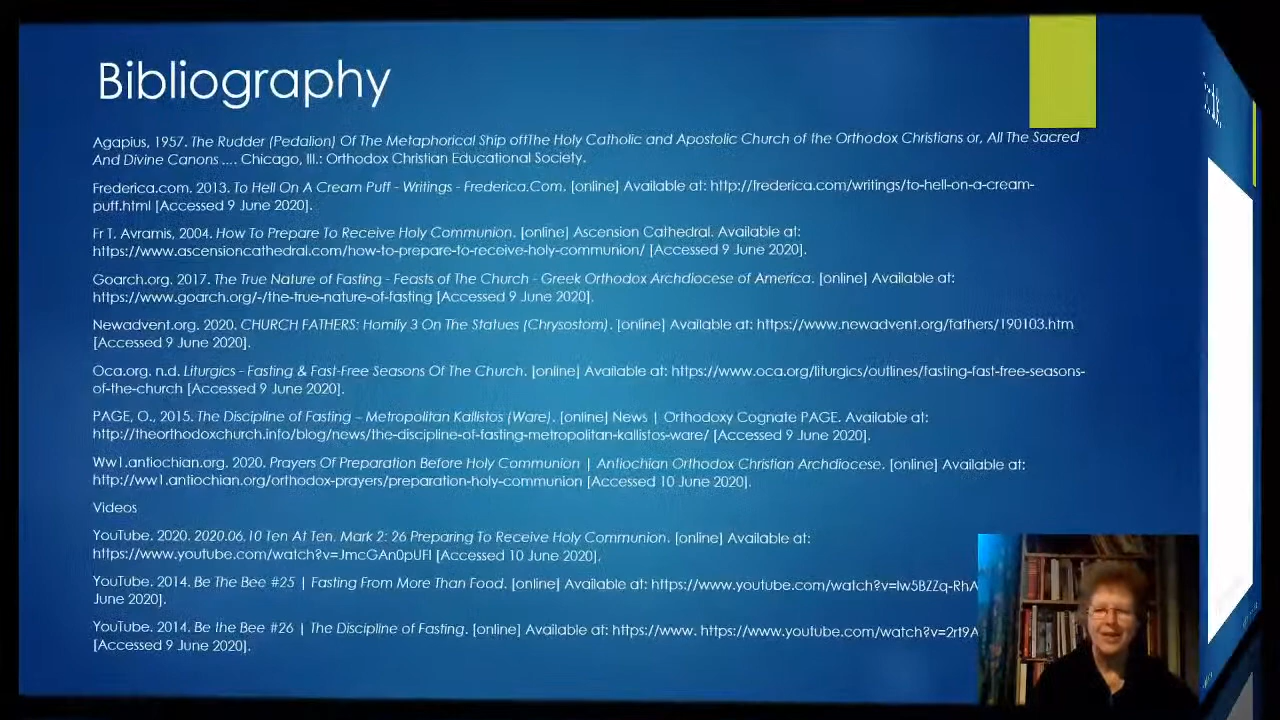 Bibliography
Agapius, 1957. The Rudder (Pedalion) Of The Metaphorical Ship offThe Holy Catholic and Apostolic Church of the Orthodox Christians or, All The Sacred
And Divine Canons .... Chicago, Ill.: Orthodox Christian Educational Society.
Frederica.com. 2013. To Hell On A Cream Puff - Writings - Frederica.Com. [online] Available at: http://frederica.com/writings/to-hell-on-a-cream-
puff.html [Accessed 9 June 2020].
Fr T. Avramis, 2004. How To Prepare To Receive Holy Communion. [online] Ascension Cathedral. Available at:
https://www.ascensioncathedral.com/how-to-prepare-to-receive-holy-communion/ [Accessed 9 June 2020].
Goarch.org. 2017. The True Nature of Fasting - Feasts of The Church - Greek Orthodox Archdiocese of America. [online] Available at:
https://www.goarch.org/-/the-true-nature-of-fasting [Accessed 9 June 2020].
Newadvent.org. 2020. CHURCH FATHERS: Homily 3 On The Statues (Chrysostom). [online] Available at: https://www.newadvent.org/fathers/190103.htm
[Accessed 9 June 2020].
Oca.org. n.d. Liturgics - Fasting & Fast-Free Seasons Of The Church. [online] Available at: https://www.oca.org/liturgics/outlines/fasting-fast-free-seasons-
of-the-church [Accessed 9 June 2020].
PAGE, O., 2015. The Discipline of Fasting – Metropolitan Kallistos (Ware). [online] News | Orthodoxy Cognate PAGE. Available at:
http://theorthodoxchurch.info/blog/news/the-discipline-of-fasting-metropolitan-kallistos-ware/ [Accessed 9 June 2020].
Ww1.antiochian.org. 2020. Prayers Of Preparation Before Holy Communion | Antiochian Orthodox Christian Archdiocese. [online] Available at:
http://ww1.antiochian.org/orthodox-prayers/preparation-holy-communion [Accessed 10 June 2020].
Videos
YouTube. 2020. 2020.06.10 Ten At Ten. Mark 2: 26 Preparing To Receive Holy Communion. [online] Available at:
https://www.youtube.com/watch?v=JmcGAn0pUFI [Accessed 10 June 2020].
YouTube. 2014. Be The Bee #25 | Fasting From More Than Food. [online] Available at: https://www.youtube.com/watch?v=lw5BZZq-RhA
June 2020].
YouTube. 2014. Be the Bee #26 | The Discipline of Fasting. [online] Available at: https://www. https://www.youtube.com/watch?v=2rt9A
[Accessed 9 June 2020].